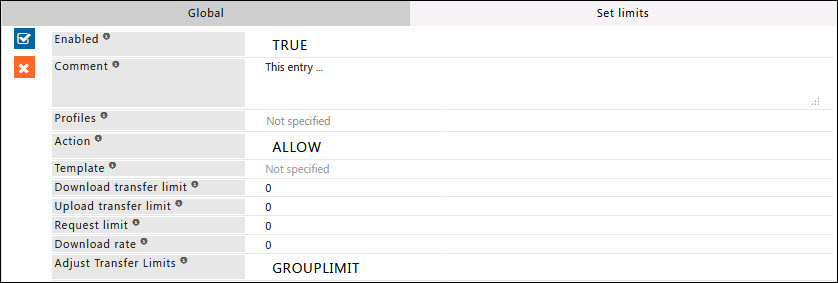 Global Set limits
Enabled TRUE
Comment This entry ...
Profiles Not specified
Action ALLOW
Template Not specified
Download transfer limit 0
Upload transfer limit 0
Request limit 0
Download rate 0
Adjust Transfer Limits GROUPLIMIT